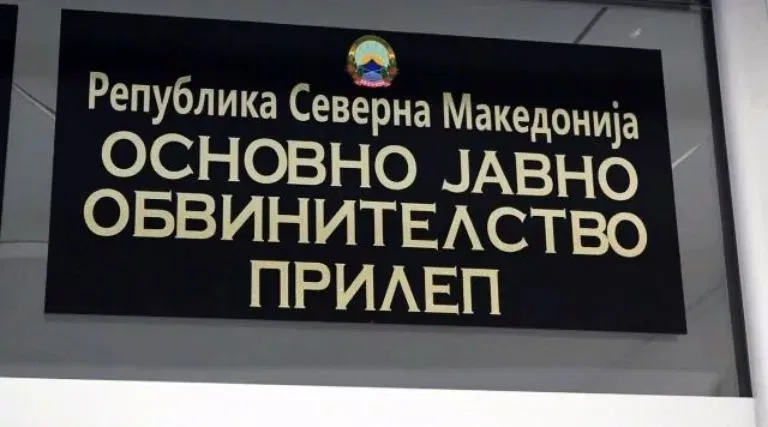 Република Северна Македонија
ОСНОВНО ЈАВНО
ОБВИНИТЕЛСТВО
ПРИЛЕП